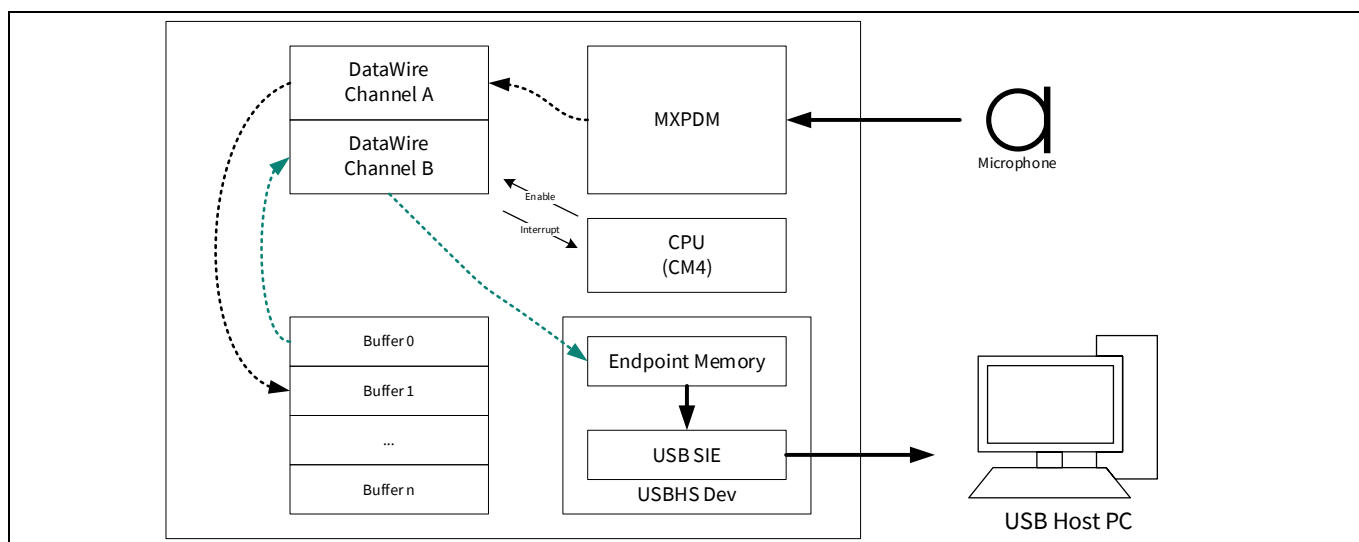 DataWire
Channel A
DataWire
Channel B
MXPDM
Microphone
Enable
Interrupt
CPU
(CM4)
Buffer 0
Buffer 1
...
Buffer n
Endpoint Memory
USB SIE
USBHS Dev
USB Host PC